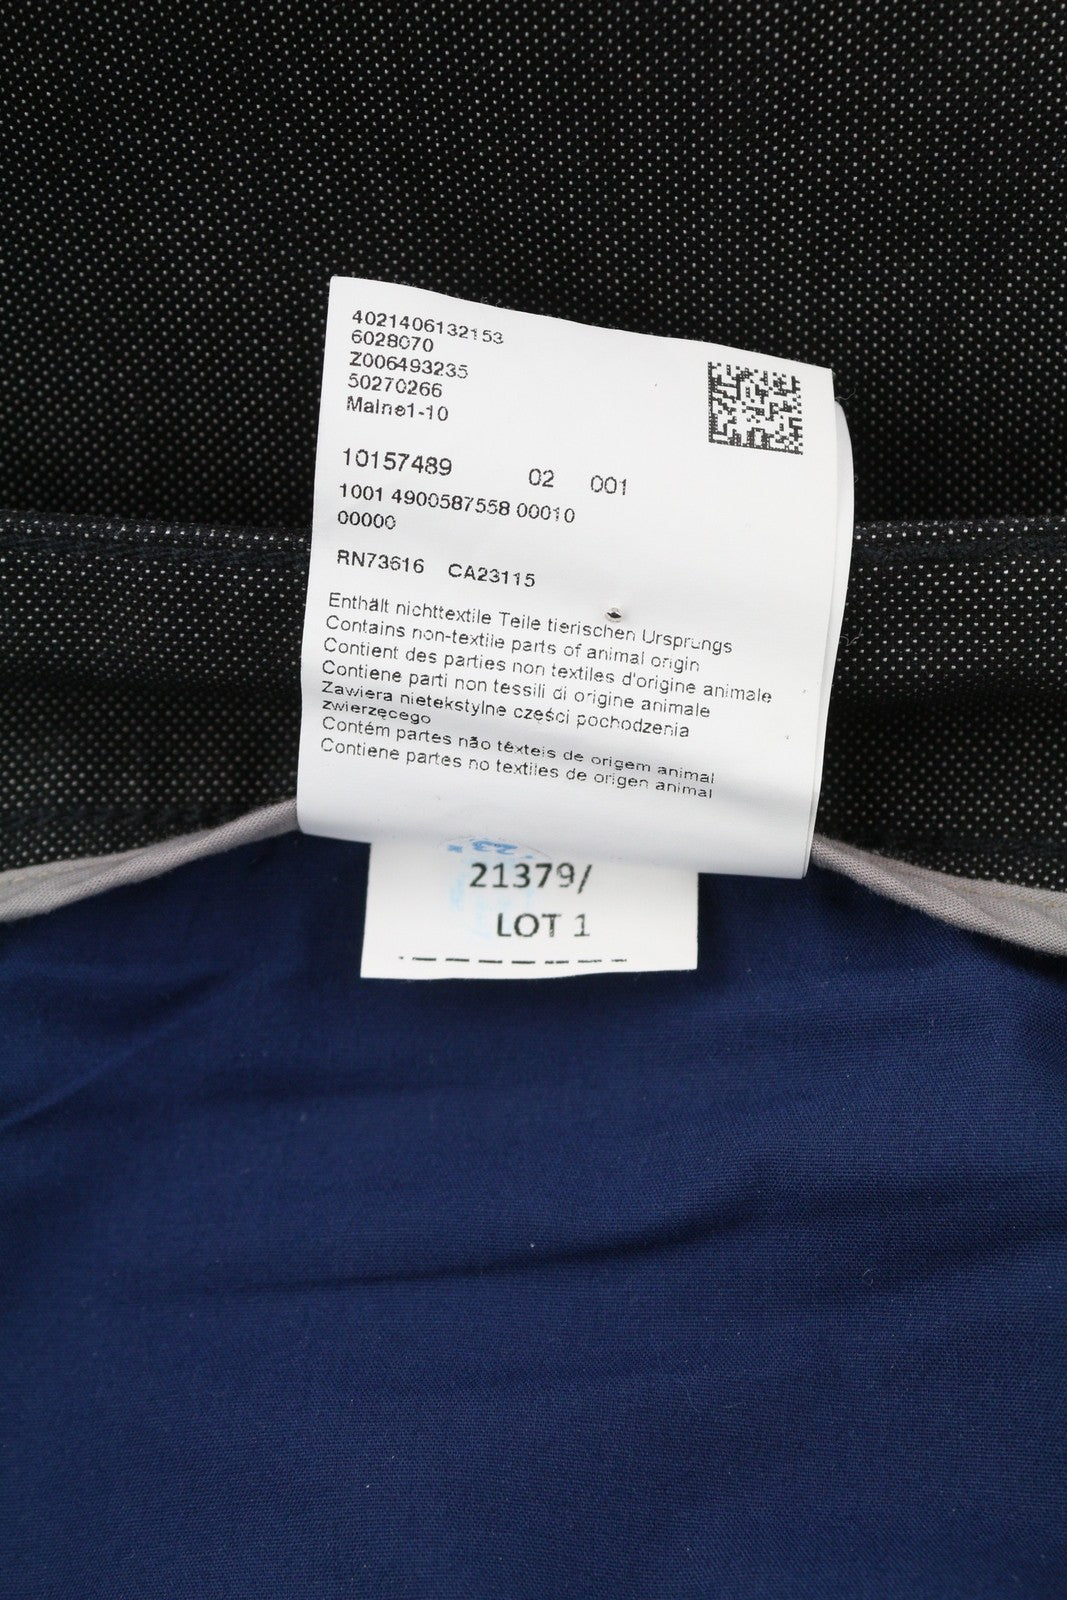 4021406132153
6028070
Z006493235
50270266
Maine1-10
10157489 02 001
1001 4900587558 00010
00000
RN73616 CA23115
Enthält nichttextile Teile tierischen Ursprungs
Contains non-textile parts of animal origin
Contient des parties non textiles d'origine animale
Contiene parti non tessili di origine animale
Zawiera nietekstylne części pochodzenia
zwierzęcego
Contém partes não têxteis de origem animal
Contiene partes no textiles de origen animal
21379/
LOT 1